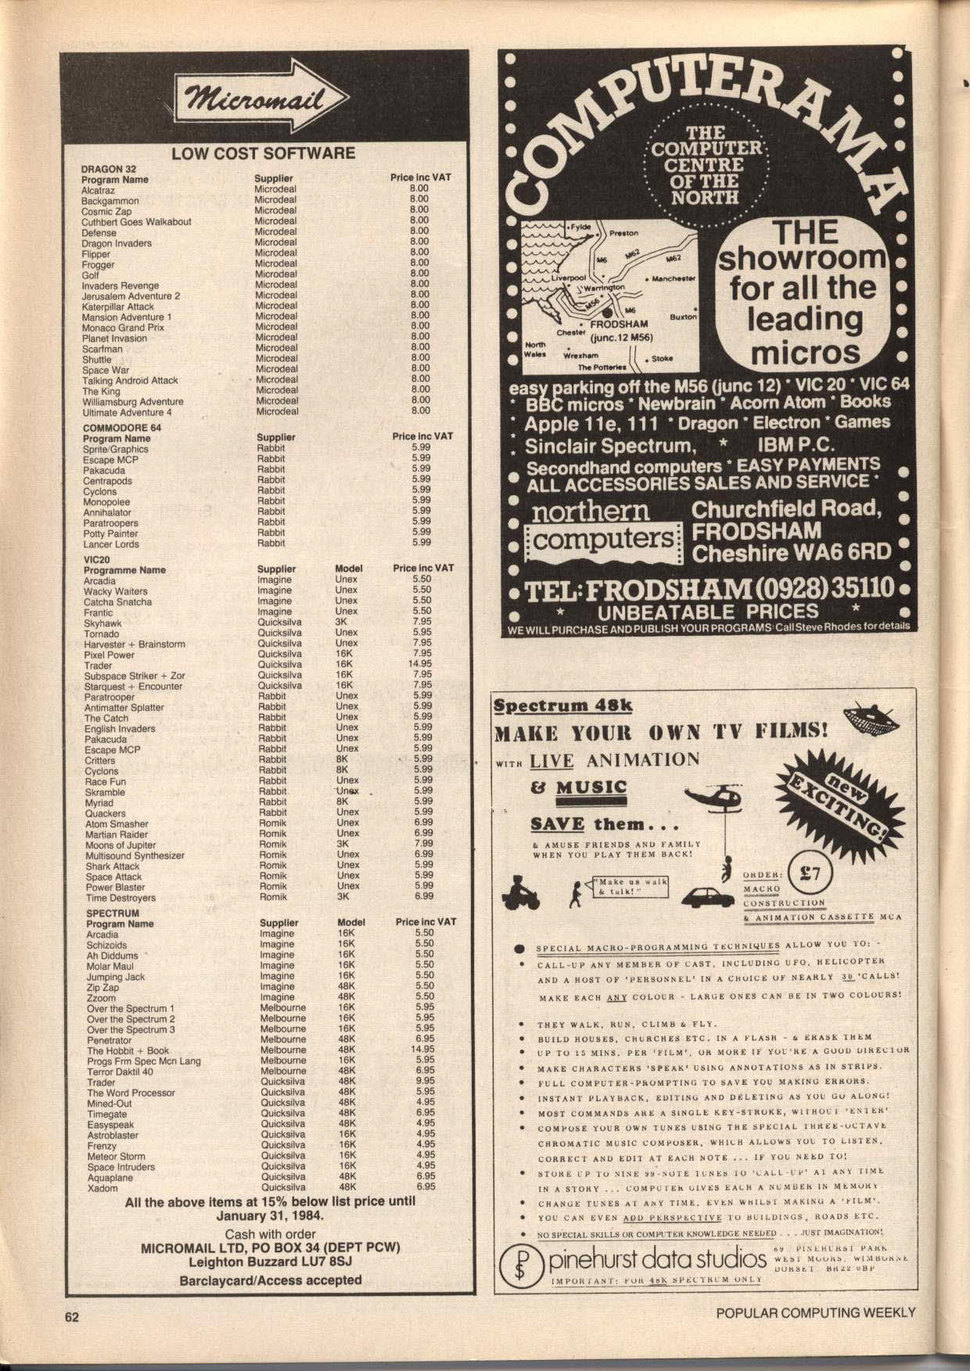 Micromail
LOW COST SOFTWARE
DRAGON 32
Program Name Supplier Price inc VAT
Alcatraz Microdeal 8.00
Backgammon Microdeal 8.00
Cosmic Zap Microdeal 8.00
Cuthbert Goes Walkabout Microdeal 8.00
Defense Microdeal 8.00
Dragon Invaders Microdeal 8.00
Flipper Microdeal 8.00
Frogger Microdeal 8.00
Golf Microdeal 8.00
Invaders Revenge Microdeal 8.00
Jerusalem Adventure 2 Microdeal 8.00
Katerpillar Attack Microdeal 8.00
Mansion Adventure 1 Microdeal 8.00
Monaco Grand Prix Microdeal 8.00
Planet Invasion Microdeal 8.00
Scarfman Microdeal 8.00
Shuttle Microdeal 8.00
Space War Microdeal 8.00
Talking Android Attack Microdeal 8.00
The King Microdeal 8.00
Williamsburg Adventure Microdeal 8.00
Ultimate Adventure 4 Microdeal 8.00
COMMODORE 64
Program Name Supplier Price inc VAT
Sprite/Graphics Rabbit 5.99
Escape MCP Rabbit 5.99
Pakacuda Rabbit 5.99
Centrapods Rabbit 5.99
Cyclons Rabbit 5.99
Monopolee Rabbit 5.99
Annihalator Rabbit 5.99
Paratroopers Rabbit 5.99
Potty Painter Rabbit 5.99
Lancer Lords Rabbit 5.99
VIC20
Programme Name Supplier Model Price inc VAT
Arcadia Imagine Unex 5.50
Wacky Waiters Imagine Unex 5.50
Catcha Snatcha Imagine Unex 5.50
Frantic Imagine Unex 5.50
Skyhawk Quicksilva 3K 7.95
Tornado Quicksilva Unex 5.95
Harvester + Brainstorm Quicksilva Unex 7.95
Pixel Power Quicksilva 16K 7.95
Trader Quicksilva 16K 14.95
Subspace Striker + Zor Quicksilva 16K 7.95
Starquest + Encounter Quicksilva 16K 7.95
Paratrooper Rabbit Unex 5.99
Antimatter Splatter Rabbit Unex 5.99
The Catch Rabbit Unex 5.99
English Invaders Rabbit Unex 5.99
Pakacuda Rabbit Unex 5.99
Escape MCP Rabbit Unex 5.99
Critters Rabbit 8K 5.99
Cyclons Rabbit 8K 5.99
Race Fun Rabbit Unex 5.99
Skramble Rabbit Unex 5.99
Myriad Rabbit 8K 5.99
Quackers Rabbit Unex 5.99
Atom Smasher Romik Unex 6.99
Martian Raider Romik Unex 6.99
Moons of Jupiter Romik 3K 7.99
Multisound Synthesizer Romik Unex 6.99
Shark Attack Romik Unex 5.99
Space Attack Romik Unex 5.99
Power Blaster Romik Unex 5.99
Time Destroyers Romik 3K 6.99
SPECTRUM
Program Name Supplier Model Price inc VAT
Arcadia Imagine 16K 5.50
Schizoids Imagine 16K 5.50
Ah Diddums Imagine 16K 5.50
Molar Maul Imagine 16K 5.50
Jumping Jack Imagine 16K 5.50
Zip Zap Imagine 48K 5.50
Zzoom Imagine 48K 5.50
Over the Spectrum 1 Melbourne 16K 5.95
Over the Spectrum 2 Melbourne 16K 5.95
Over the Spectrum 3 Melbourne 16K 5.95
Penetrator Melbourne 48K 6.95
The Hobbit + Book Melbourne 48K 14.95
Progs Frm Spec Mcn Lang Melbourne 16K 5.95
Terror Daktil 40 Melbourne 48K 6.95
Trader Quicksilva 48K 9.95
The Word Processor Quicksilva 48K 5.95
Mined-Out Quicksilva 48K 4.95
Timegate Quicksilva 48K 6.95
Easyspeak Quicksilva 48K 4.95
Astroblaster Quicksilva 16K 4.95
Frenzy Quicksilva 16K 4.95
Meteor Storm Quicksilva 16K 4.95
Space Intruders Quicksilva 16K 4.95
Aquaplane Quicksilva 48K 6.95
Xadom Quicksilva 48K 6.95
All the above items at 15% below list price until
January 31, 1984.
Cash with order
MICROMAIL LTD, PO BOX 34 (DEPT PCW)
Leighton Buzzard LU7 8SJ
Barclaycard/Access accepted
COMPUTERAMA
THE
COMPUTER
CENTRE
OF THE
NORTH
Fylde
Preston
M6
M62
M62
Liverpool
Manchester
Warrington
M56
M6
Buxton
FRODSHAM
Chester
(junc.12 M56)
North
Wales
Wrexham
Stoke
The Potteries
THE
showroom
for all the
leading
micros
easy parking off the M56 (junc 12) * VIC 20 * VIC 64
* BBC micros * Newbrain * Acorn Atom * Books
Apple 11e, 111 * Dragon * Electron * Games
Sinclair Spectrum, * IBM P.C.
Secondhand computers * EASY PAYMENTS
ALL ACCESSORIES SALES AND SERVICE *
northern
computers
Churchfield Road,
FRODSHAM
Cheshire WA6 6RD
TEL: FRODSHAM (0928) 35110
* UNBEATABLE PRICES *
WE WILL PURCHASE AND PUBLISH YOUR PROGRAMS Call Steve Rhodes for details
Spectrum 48k
MAKE YOUR OWN TV FILMS!
WITH LIVE ANIMATION
& MUSIC
new
EXCITING!
SAVE them...
& AMUSE FRIENDS AND FAMILY
WHEN YOU PLAY THEM BACK!
"Make us walk
& talk!"
ORDER: £7
MACRO
CONSTRUCTION
& ANIMATION CASSETTE MCA
● SPECIAL MACRO-PROGRAMMING TECHNIQUES ALLOW YOU TO: -
• CALL-UP ANY MEMBER OF CAST, INCLUDING UFO, HELICOPTER
AND A HOST OF 'PERSONNEL' IN A CHOICE OF NEARLY 30 'CALLS!
MAKE EACH ANY COLOUR - LARGE ONES CAN BE IN TWO COLOURS!
• THEY WALK, RUN, CLIMB & FLY.
• BUILD HOUSES, CHURCHES ETC. IN A FLASH - & ERASE THEM
• UP TO 15 MINS, PER 'FILM', OR MORE IF YOU'RE A GOOD DIRECTOR
• MAKE CHARACTERS 'SPEAK' USING ANNOTATIONS AS IN STRIPS.
• FULL COMPUTER-PROMPTING TO SAVE YOU MAKING ERRORS.
• INSTANT PLAYBACK, EDITING AND DELETING AS YOU GO ALONG!
• MOST COMMANDS ARE A SINGLE KEY-STROKE, WITHOUT 'ENTER'
• COMPOSE YOUR OWN TUNES USING THE SPECIAL THREE-OCTAVE
CHROMATIC MUSIC COMPOSER, WHICH ALLOWS YOU TO LISTEN,
CORRECT AND EDIT AT EACH NOTE ... IF YOU NEED TO!
• STORE UP TO NINE 99-NOTE TUNES TO 'CALL-UP' AT ANY TIME
IN A STORY ... COMPUTER GIVES EACH A NUMBER IN MEMORY
CHANGE TUNES AT ANY TIME, EVEN WHILST MAKING A 'FILM'.
• YOU CAN EVEN ADD PERSPECTIVE TO BUILDINGS, ROADS ETC.
• NO SPECIAL SKILLS OR COMPUTER KNOWLEDGE NEEDED ... JUST IMAGINATION!
PS pinehurst data studios
69 PINEHURST PARK
WEST MOORS, WIMBORNE
DORSET. BH22 0BP
IMPORTANT: FOR 48K SPECTRUM ONLY
62
POPULAR COMPUTING WEEKLY